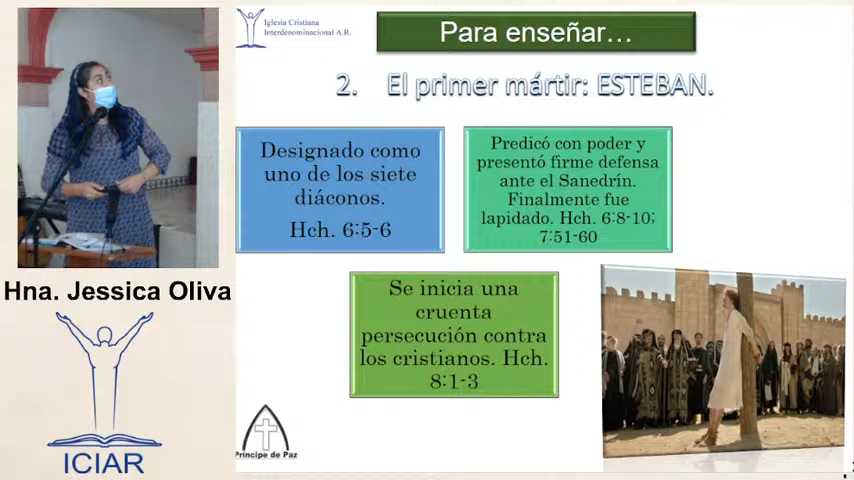 Iglesia Cristiana
Interdenominacional A.R.
Para enseñar...
2. El primer mártir: ESTEBAN.
Designado como
uno de los siete
diáconos.
Hch. 6:5-6
Predicó con poder y
presentó firme defensa
ante el Sanedrín.
Finalmente fue
lapidado. Hch. 6:8-10;
7:51-60
Se inicia una
cruenta
persecución contra
los cristianos. Hch.
8:1-3
Hna. Jessica Oliva
ICIAR
Príncipe de Paz